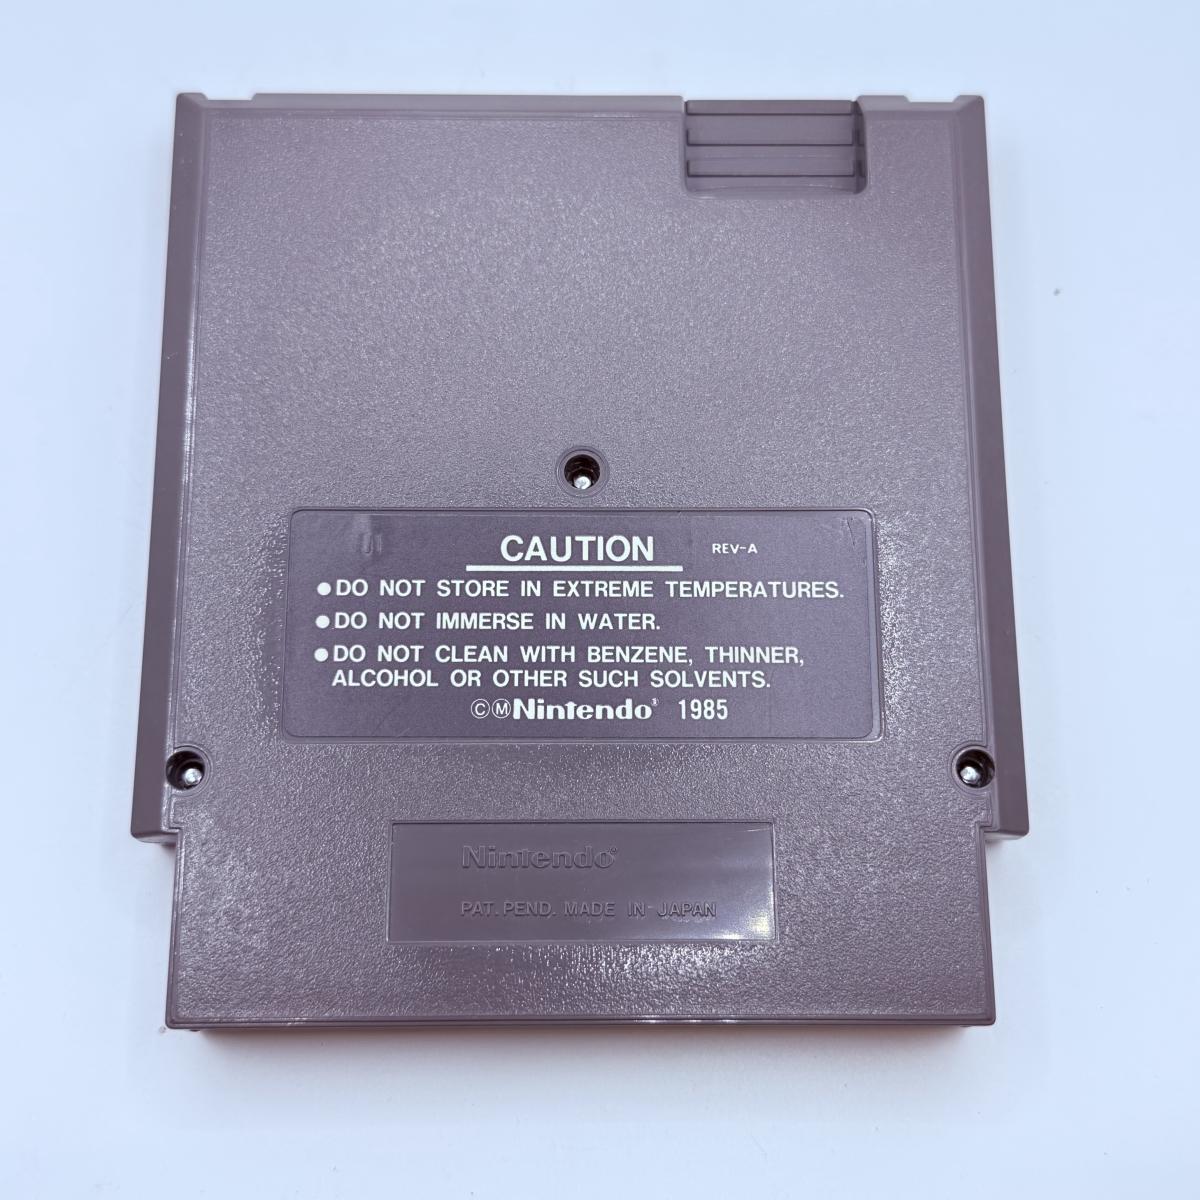 CAUTION REV-A
●DO NOT STORE IN EXTREME TEMPERATURES.
●DO NOT IMMERSE IN WATER.
●DO NOT CLEAN WITH BENZENE, THINNER,
ALCOHOL OR OTHER SUCH SOLVENTS.
ⒸⓂNintendo® 1985
Nintendo®
PAT. PEND. MADE IN JAPAN